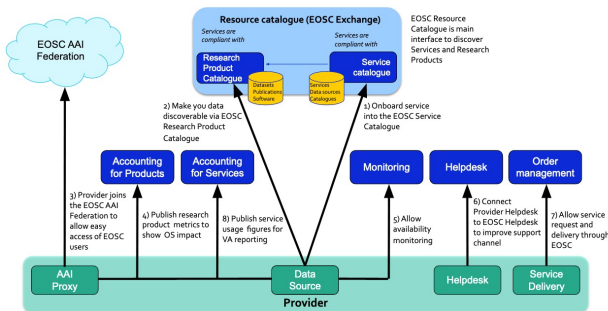 Resource catalogue (EOSC Exchange)
Services are
compliant with
Services are
compliant with
Research
Product
Catalogue
Service
catalogue
Datasets
Publications
Software
Services
Data sources
Catalogues
EOSC Resource
Catalogue is main
interface to discover
Services and Research
Products
EOSC AAI
Federation
2) Make you data
discoverable via EOSC
Research Product
Catalogue
1) Onboard service
into the EOSC Service
Catalogue
Accounting
for Products
Accounting
for Services
Monitoring
Helpdesk
Order
management
3) Provider joins
the EOSC AAI
Federation to
allow easy
access of EOSC
users
4) Publish research
product metrics to
show OS impact
8) Publish service
usage figures for
VA reporting
5) Allow
availability
monitoring
6) Connect
Provider Helpdesk
to EOSC Helpdesk
to improve support
channel
7) Allow service
request and
delivery through
EOSC
AAI
Proxy
Data
Source
Helpdesk
Service
Delivery
Provider